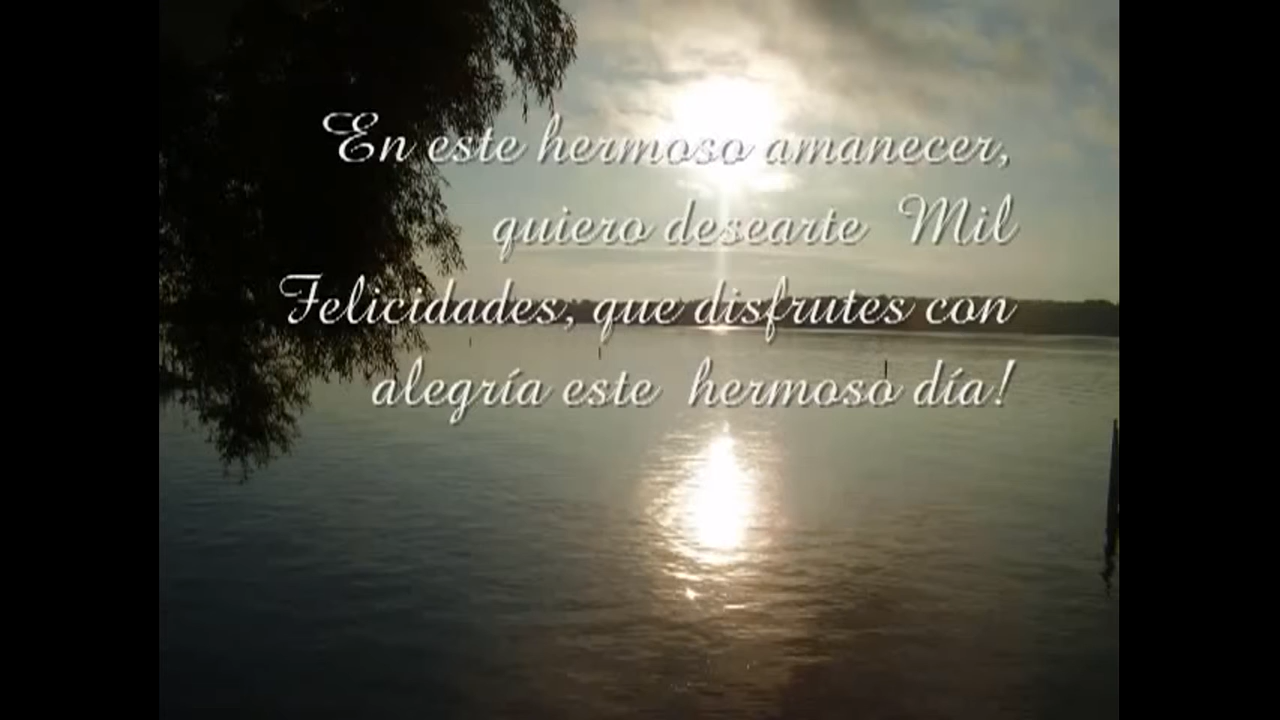 En este hermoso amanecer,
quiero desearte Mil
Felicidades, que disfrutes con
alegría este hermoso día!